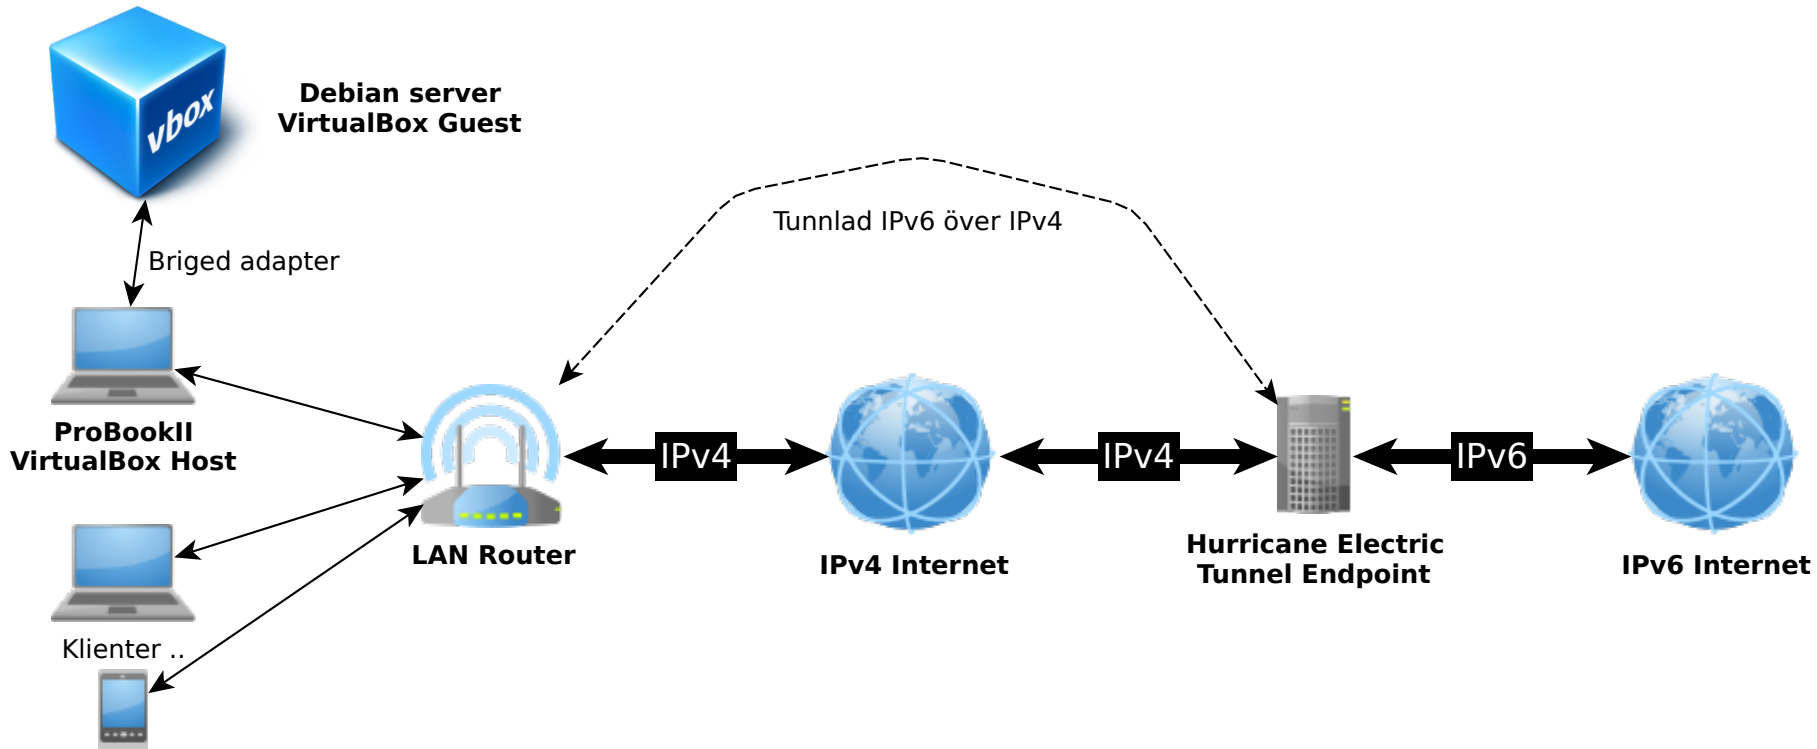 vbox
Debian server
VirtualBox Guest
Tunnlad IPv6 över IPv4
Briged adapter
ProBookII
VirtualBox Host
IPv4
IPv4
IPv6
LAN Router
IPv4 Internet
Hurricane Electric
Tunnel Endpoint
IPv6 Internet
Klienter ..